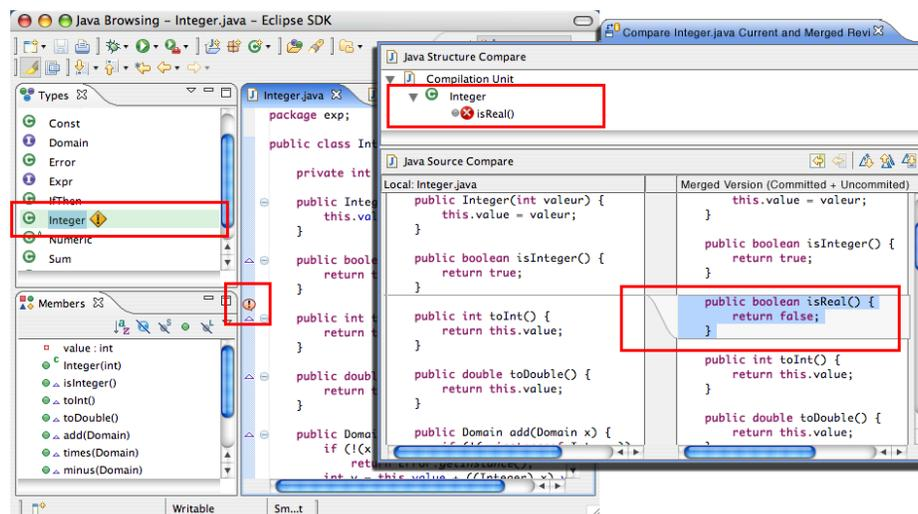 Java Browsing – Integer.java – Eclipse SDK
Types
Const
Domain
Error
Expr
IfThen
Integer
Numeric
Sum
Members
value : int
Integer(int)
isInteger()
toInt()
toDouble()
add(Domain)
times(Domain)
minus(Domain)
Integer.java
package exp;
public class Int
private int
public Integ
this.val
}
public boole
return t
}
public int t
return t
}
public doubl
return t
}
public Domai
if (!(x
return Error.getInstance();
int v = this.value + ((Integer) x).v
Writable
Sm...t
Compare Integer.java Current and Merged Revi
Java Structure Compare
Compilation Unit
Integer
isReal()
Java Source Compare
Local: Integer.java
public Integer(int valeur) {
this.value = valeur;
}
public boolean isInteger() {
return true;
}
public int toInt() {
return this.value;
}
public double toDouble() {
return this.value;
}
public Domain add(Domain x) {
Merged Version (Committed + Uncommited)
this.value = valeur;
}
public boolean isInteger() {
return true;
}
public boolean isReal() {
return false;
}
public int toInt() {
return this.value;
}
public double toDouble() {
return this.value;
}